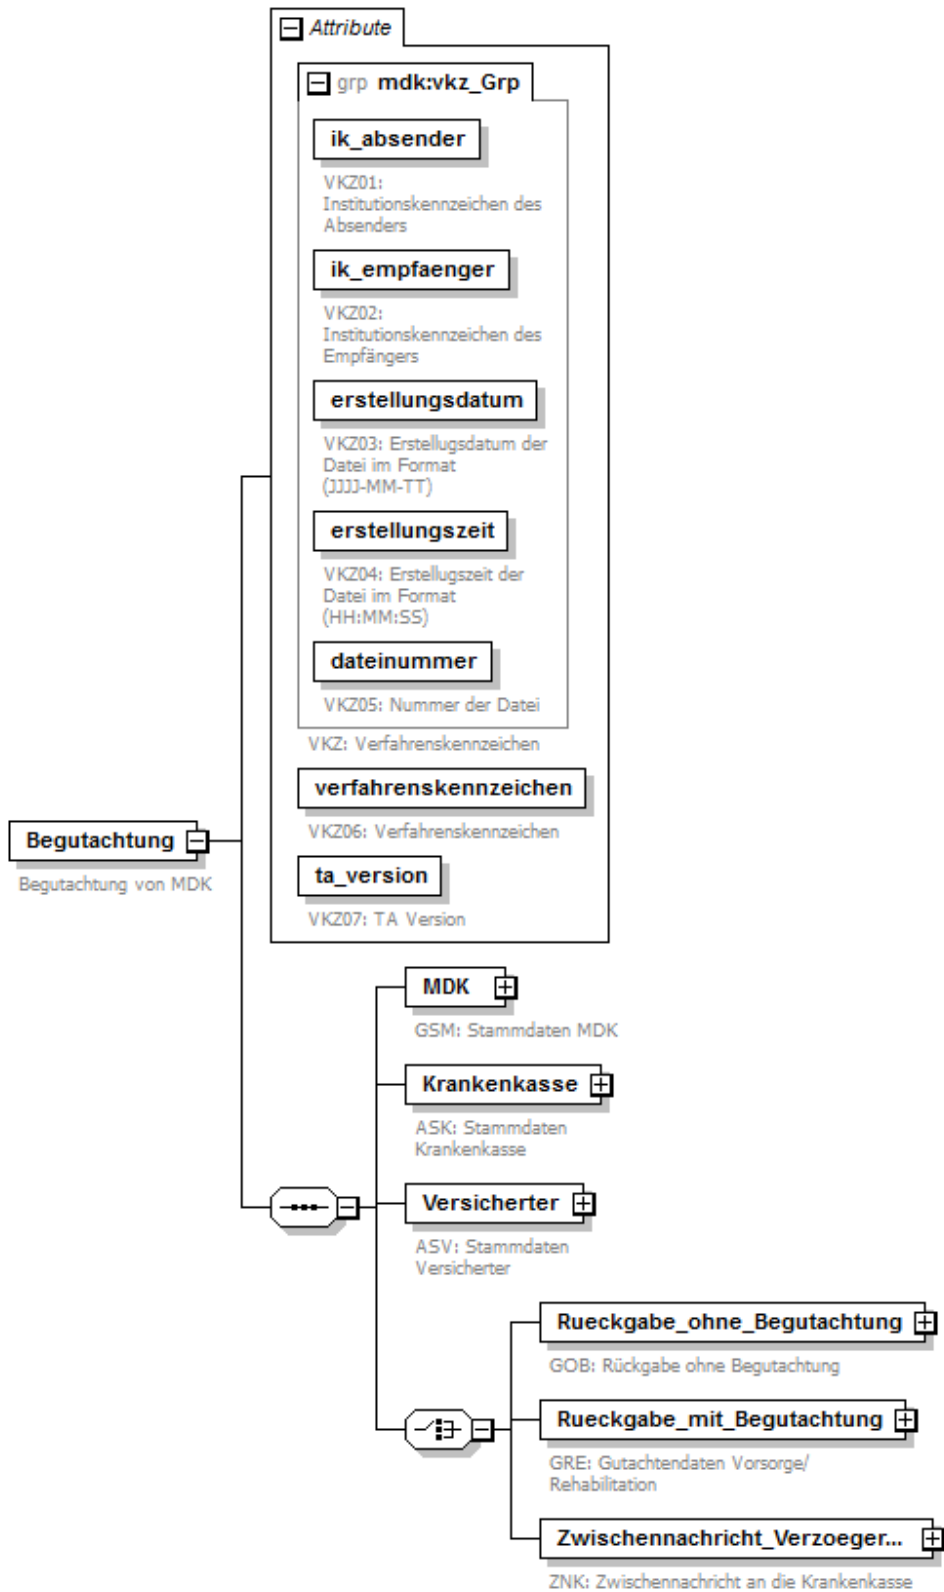 Attribute
grp mdk:vkz_Grp
ik_absender
VKZ01:
Institutionskennzeichen des
Absenders
ik_empfaenger
VKZ02:
Institutionskennzeichen des
Empfängers
erstellungsdatum
VKZ03: Erstellugsdatum der
Datei im Format
(JJJJ-MM-TT)
erstellungszeit
VKZ04: Erstellugszeit der
Datei im Format
(HH:MM:SS)
dateinummer
VKZ05: Nummer der Datei
VKZ: Verfahrenskennzeichen
verfahrenskennzeichen
VKZ06: Verfahrenskennzeichen
ta_version
VKZ07: TA Version
Begutachtung
Begutachtung von MDK
MDK
GSM: Stammdaten MDK
Krankenkasse
ASK: Stammdaten
Krankenkasse
Versicherter
ASV: Stammdaten
Versicherter
Rueckgabe_ohne_Begutachtung
GOB: Rückgabe ohne Begutachtung
Rueckgabe_mit_Begutachtung
GRE: Gutachtendaten Vorsorge/
Rehabilitation
Zwischennachricht_Verzoeger...
ZNK: Zwischennachricht an die Krankenkasse